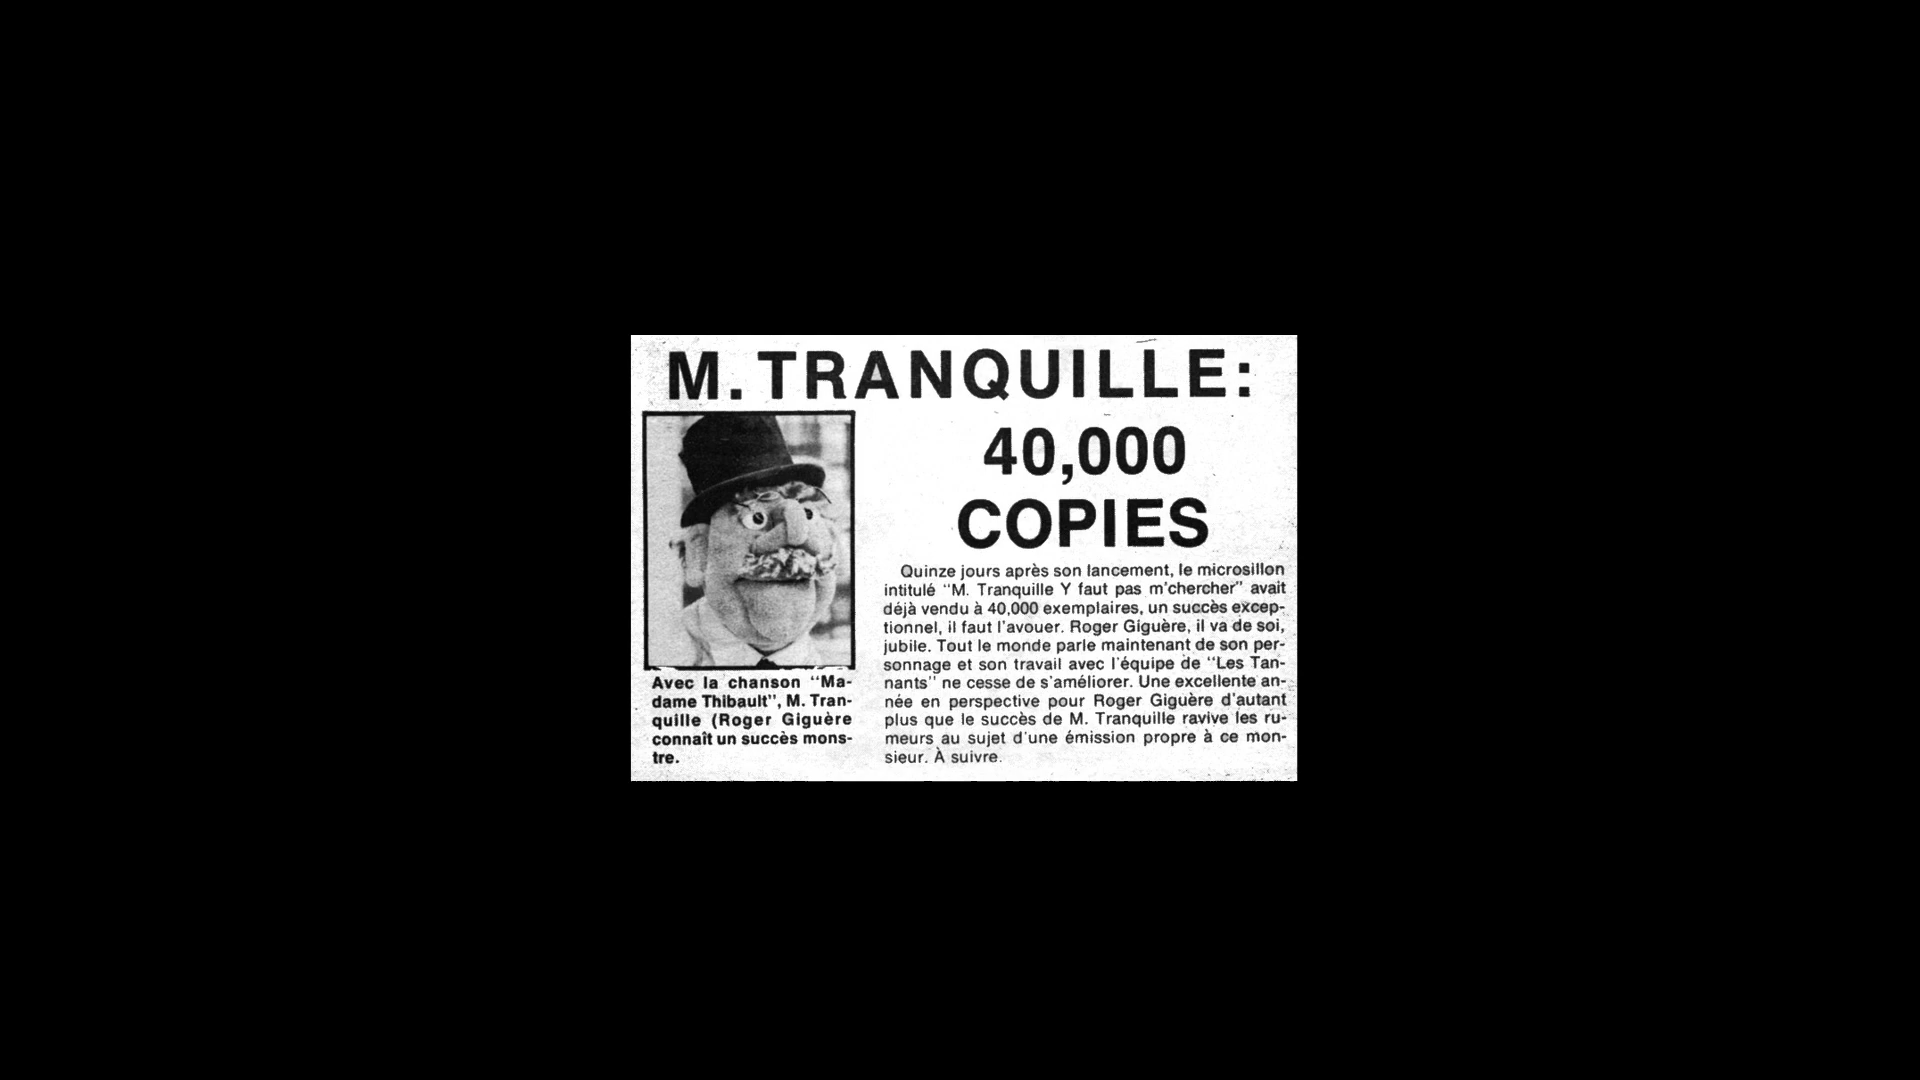 M. TRANQUILLE:
40,000
COPIES
Avec la chanson "Ma-
dame Thibault", M. Tran-
quille (Roger Giguère
connaît un succès mons-
tre.
Quinze jours après son lancement, le microsillon
intitulé "M. Tranquille Y faut pas m'chercher" avait
déjà vendu à 40,000 exemplaires, un succès excep-
tionnel, il faut l'avouer. Roger Giguère, il va de soi,
jubile. Tout le monde parle maintenant de son per-
sonnage et son travail avec l'équipe de "Les Tan-
nants" ne cesse de s'améliorer. Une excellente an-
née en perspective pour Roger Giguère d'autant
plus que le succès de M. Tranquille ravive les ru-
meurs au sujet d'une émission propre à ce mon-
sieur. À suivre.